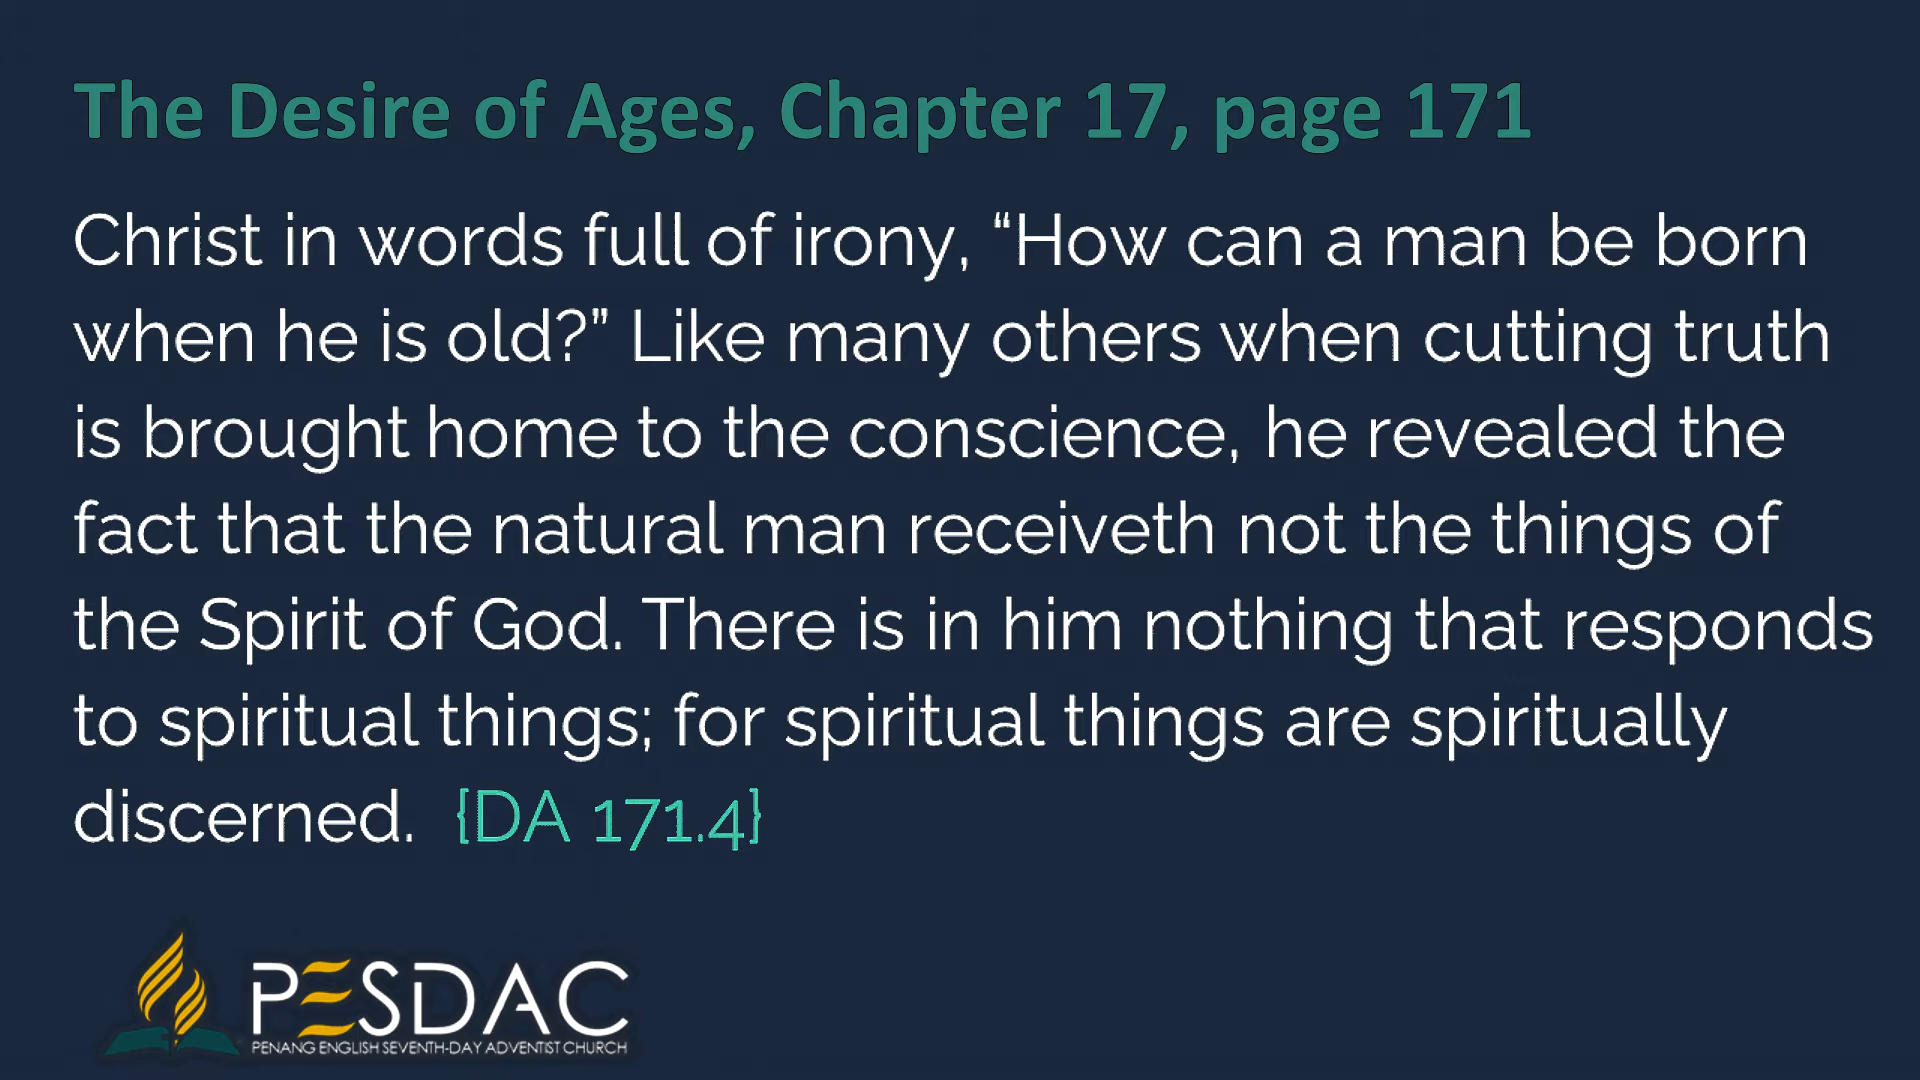 The Desire of Ages, Chapter 17, page 171
Christ in words full of irony, “How can a man be born
when he is old?” Like many others when cutting truth
is brought home to the conscience, he revealed the
fact that the natural man receiveth not the things of
the Spirit of God. There is in him nothing that responds
to spiritual things; for spiritual things are spiritually
discerned. {DA 171.4}
PESDAC
PENANG ENGLISH SEVENTH-DAY ADVENTIST CHURCH